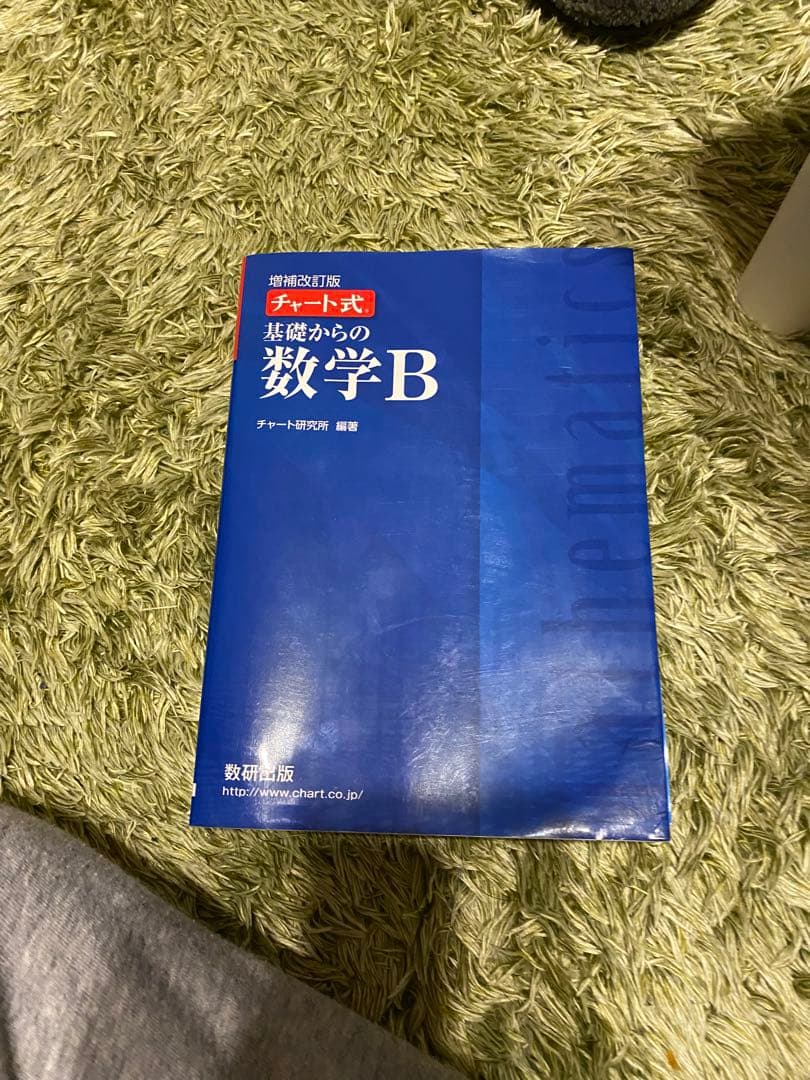 増補改訂版
チャート式®
基礎からの
数学B
チャート研究所 編著
数研出版
http://www.chart.co.jp/